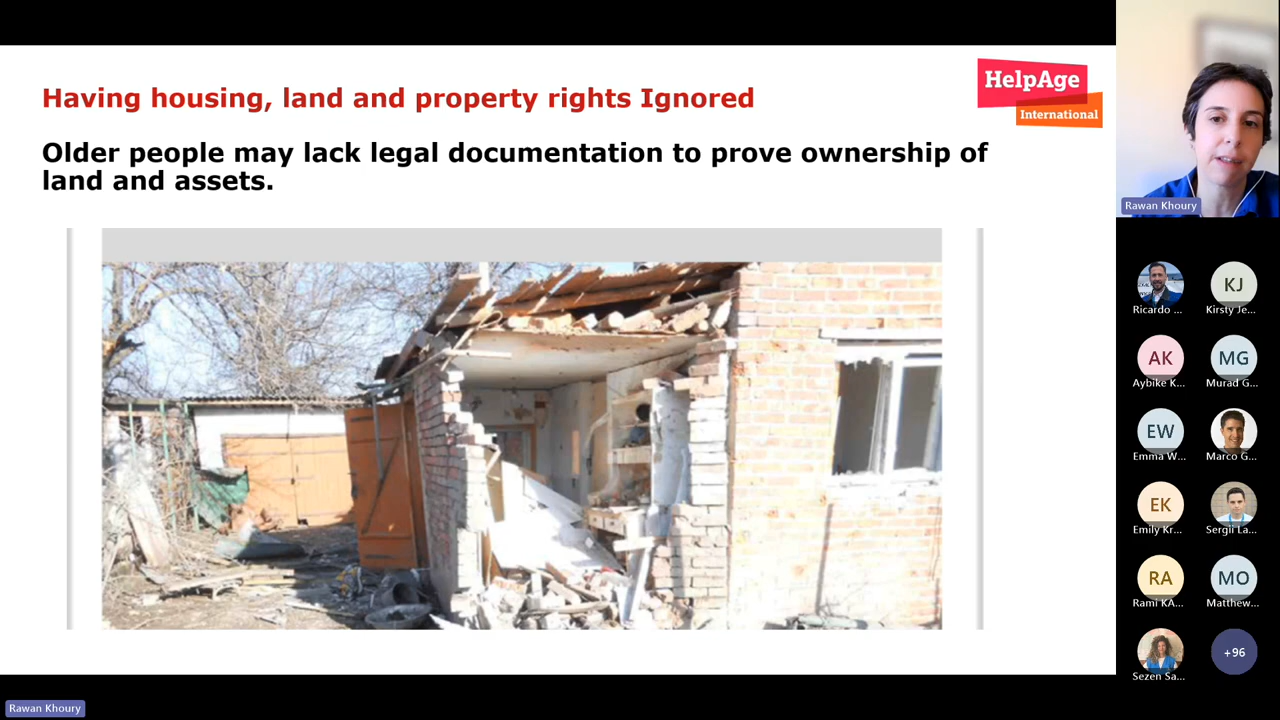 Having housing, land and property rights Ignored
HelpAge
International
Older people may lack legal documentation to prove ownership of
land and assets.
Rawan Khoury
Ricardo ...
KJ
Kirsty Je...
AK
Aybike K...
MG
Murad G...
EW
Emma W...
Marco G...
EK
Emily Kr...
Sergii La...
RA
Rami KA...
MO
Matthew...
Sezen Sa...
+96
Rawan Khoury